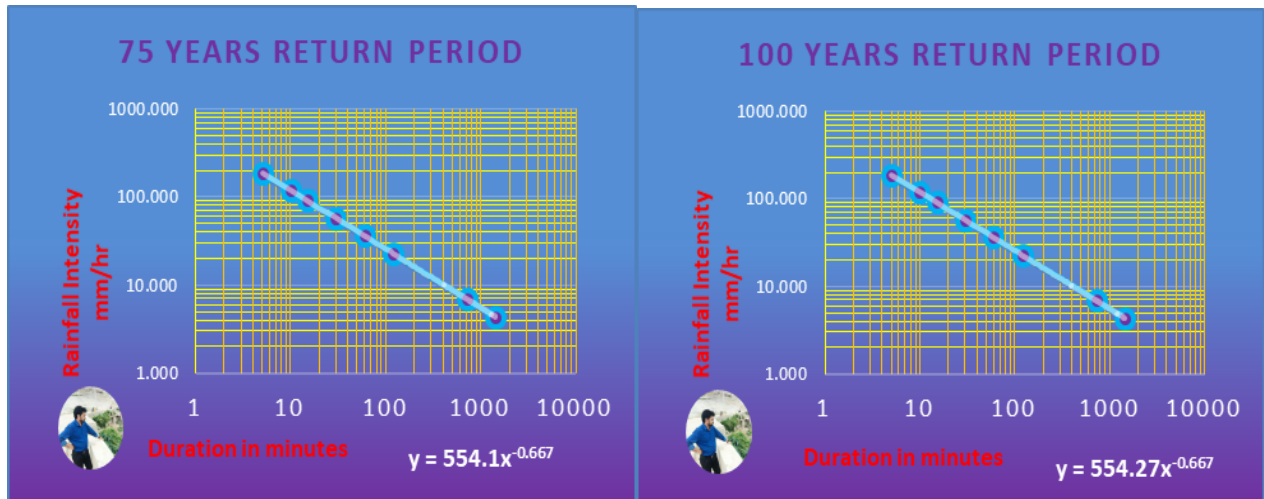 75 YEARS RETURN PERIOD
1000.000
100.000
10.000
1.000
Rainfall Intensity
mm/hr
1 10 100 1000 10000
Duration in minutes
y = 554.1x^-0.667
100 YEARS RETURN PERIOD
1000.000
100.000
10.000
1.000
Rainfall Intensity
mm/hr
1 10 100 1000 10000
Duration in minutes
y = 554.27x^-0.667